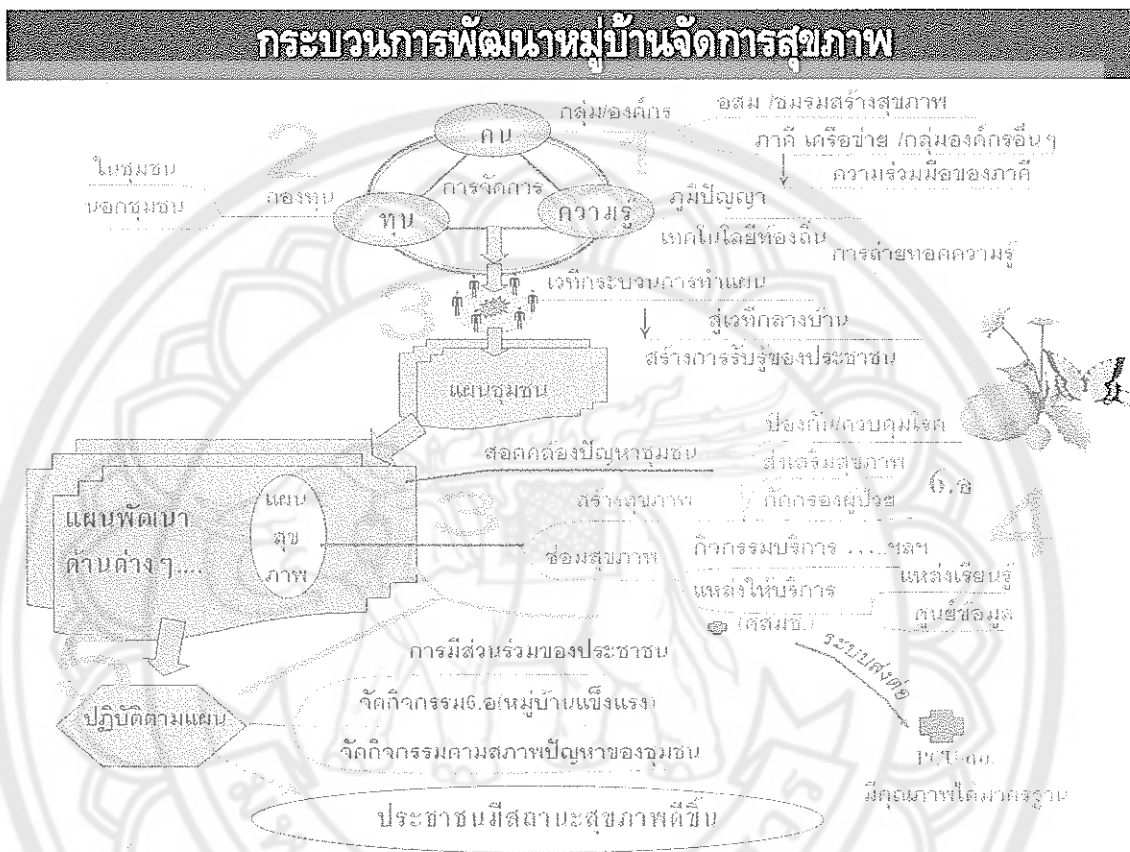 กระบวนการพัฒนาหมู่บ้านจัดการสุขภาพ
คน
การจัดการ
ทุน
ความรู้
1
กลุ่ม/องค์กร
อสม /ชมรมสร้างสุขภาพ
ภาคี เครือข่าย /กลุ่มองค์กรอื่นๆ
ความร่วมมือของภาคี
2
ในชุมชน
นอกชุมชน
กองทุน
ภูมิปัญญา
เทคโนโลยีท้องถิ่น
การถ่ายทอดความรู้
3
เวทีกระบวนการทำแผน
สู่เวทีกลางบ้าน
สร้างการรับรู้ของประชาชน
แผนชุมชน
แผนพัฒนา
ด้านต่างๆ....
แผน
สุข
ภาพ
สอดคล้องปัญหาชุมชน
3
สร้างสุขภาพ
ป้องกัน/ควบคุมโรค
ส่งเสริมสุขภาพ
คัดกรองผู้ป่วย
6.อ
4
ซ่อมสุขภาพ
กิจกรรมบริการ .....ฯลฯ
แหล่งให้บริการ
(ศสมช.)
แหล่งเรียนรู้
ศูนย์ข้อมูล
ระบบส่งต่อ
PCU
มีคุณภาพได้มาตรฐาน
ปฏิบัติตามแผน
การมีส่วนร่วมของประชาชน
จัดกิจกรรม6.อ(หมู่บ้านแข็งแรง)
จัดกิจกรรมตามสภาพปัญหาของชุมชน
ประชาชนมีสถานะสุขภาพดีขึ้น